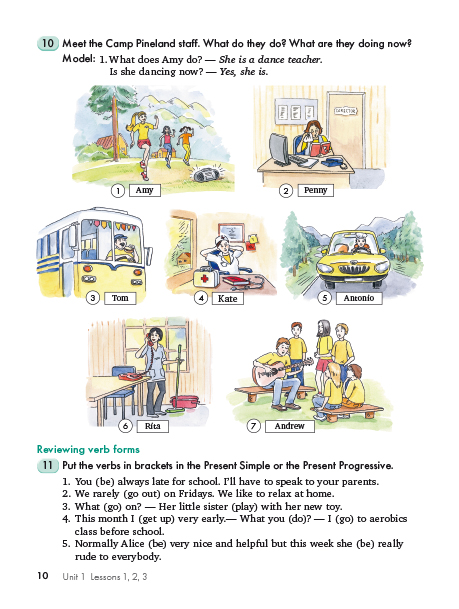 10 Meet the Camp Pineland staff. What do they do? What are they doing now?
Model: 1. What does Amy do? — She is a dance teacher.
Is she dancing now? — Yes, she is.
DIRECTOR
1 Amy
2 Penny
3 Tom
4 Kate
5 Antonio
6 Rita
7 Andrew
Reviewing verb forms
11 Put the verbs in brackets in the Present Simple or the Present Progressive.
1. You (be) always late for school. I'll have to speak to your parents.
2. We rarely (go out) on Fridays. We like to relax at home.
3. What (go) on? — Her little sister (play) with her new toy.
4. This month I (get up) very early.— What you (do)? — I (go) to aerobics
class before school.
5. Normally Alice (be) very nice and helpful but this week she (be) really
rude to everybody.
10 Unit 1 Lessons 1, 2, 3